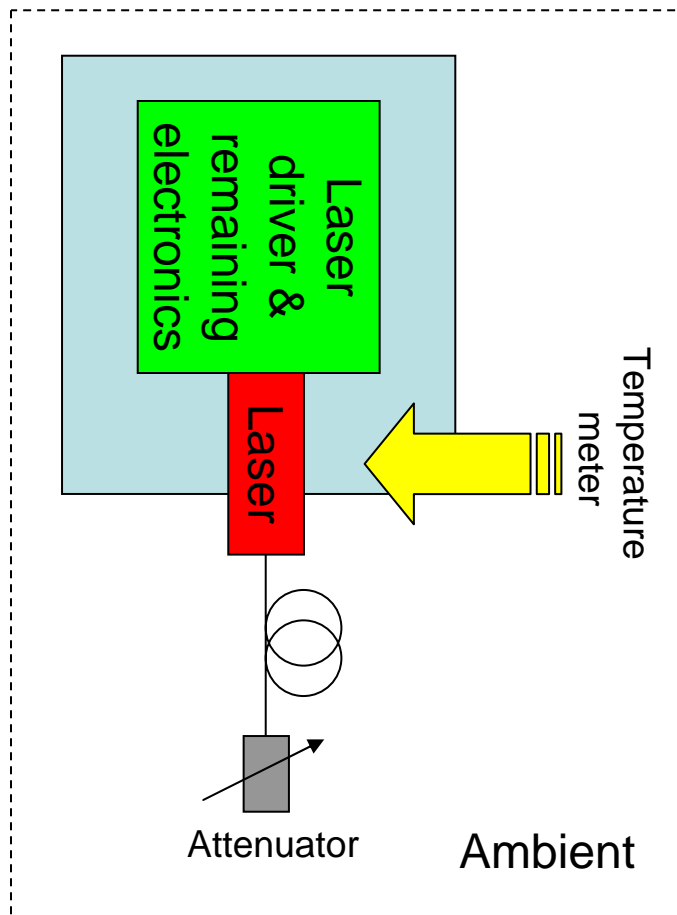 Laser
driver &
remaining
electronics
Laser
Temperature
meter
Attenuator
Ambient